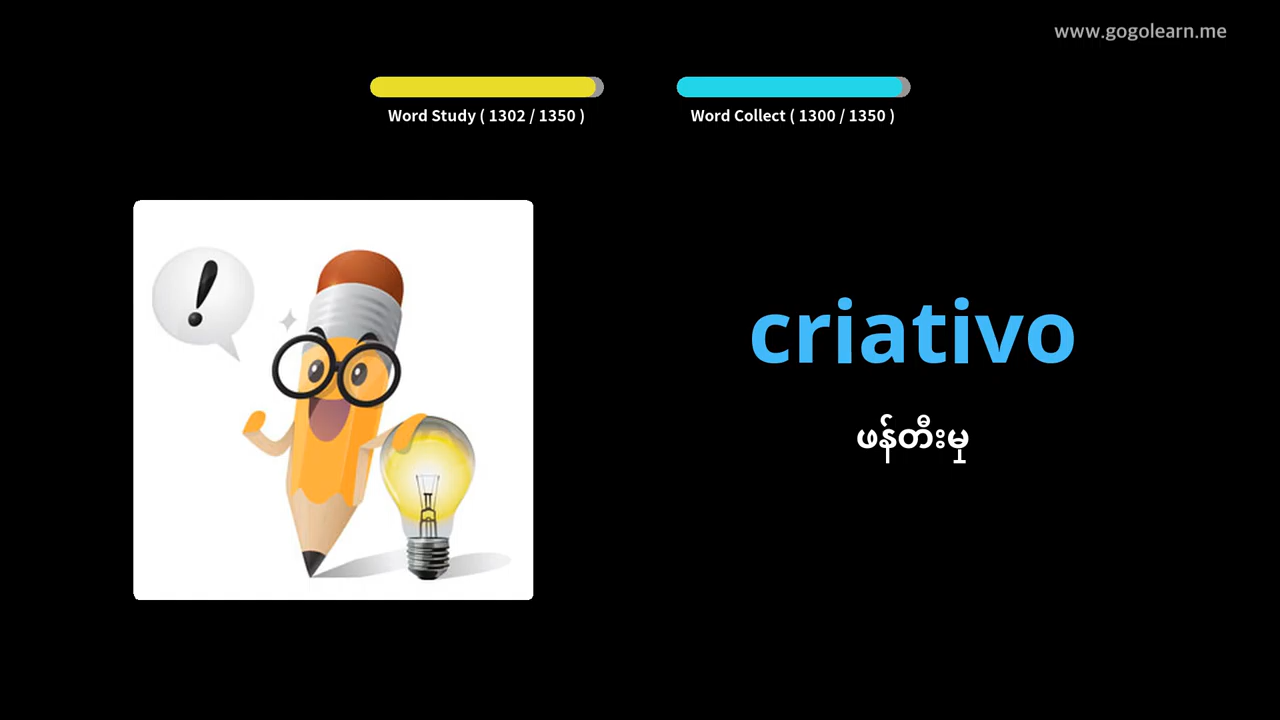 www.gogolearn.me
Word Study ( 1302 / 1350 )
Word Collect ( 1300 / 1350 )
!
criativo
ဖန်တီးမှု